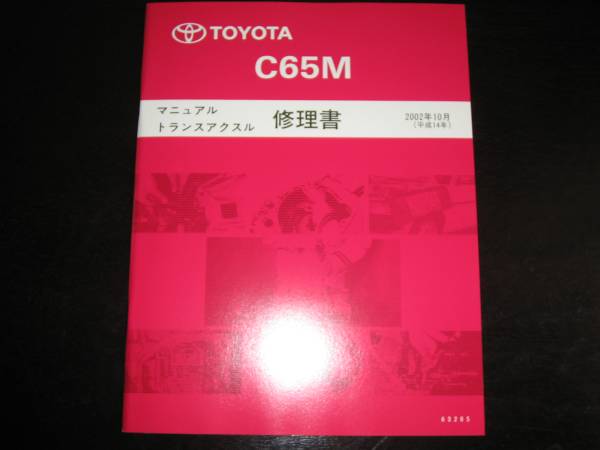 TOYOTA
C65M
マニュアル
トランスアクスル 修理書
2002年10月
(平成14年)
63265